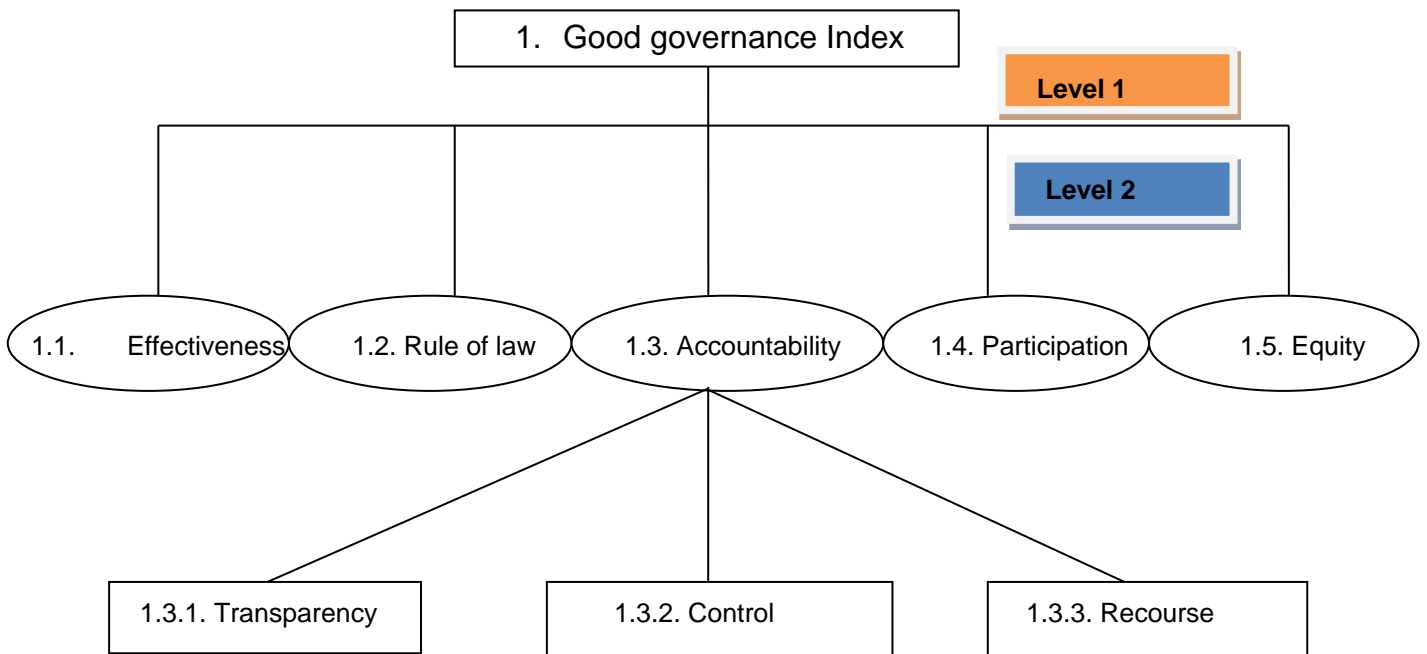 1. Good governance Index
Level 1
Level 2
1.1. Effectiveness
1.2. Rule of law
1.3. Accountability
1.4. Participation
1.5. Equity
1.3.1. Transparency
1.3.2. Control
1.3.3. Recourse